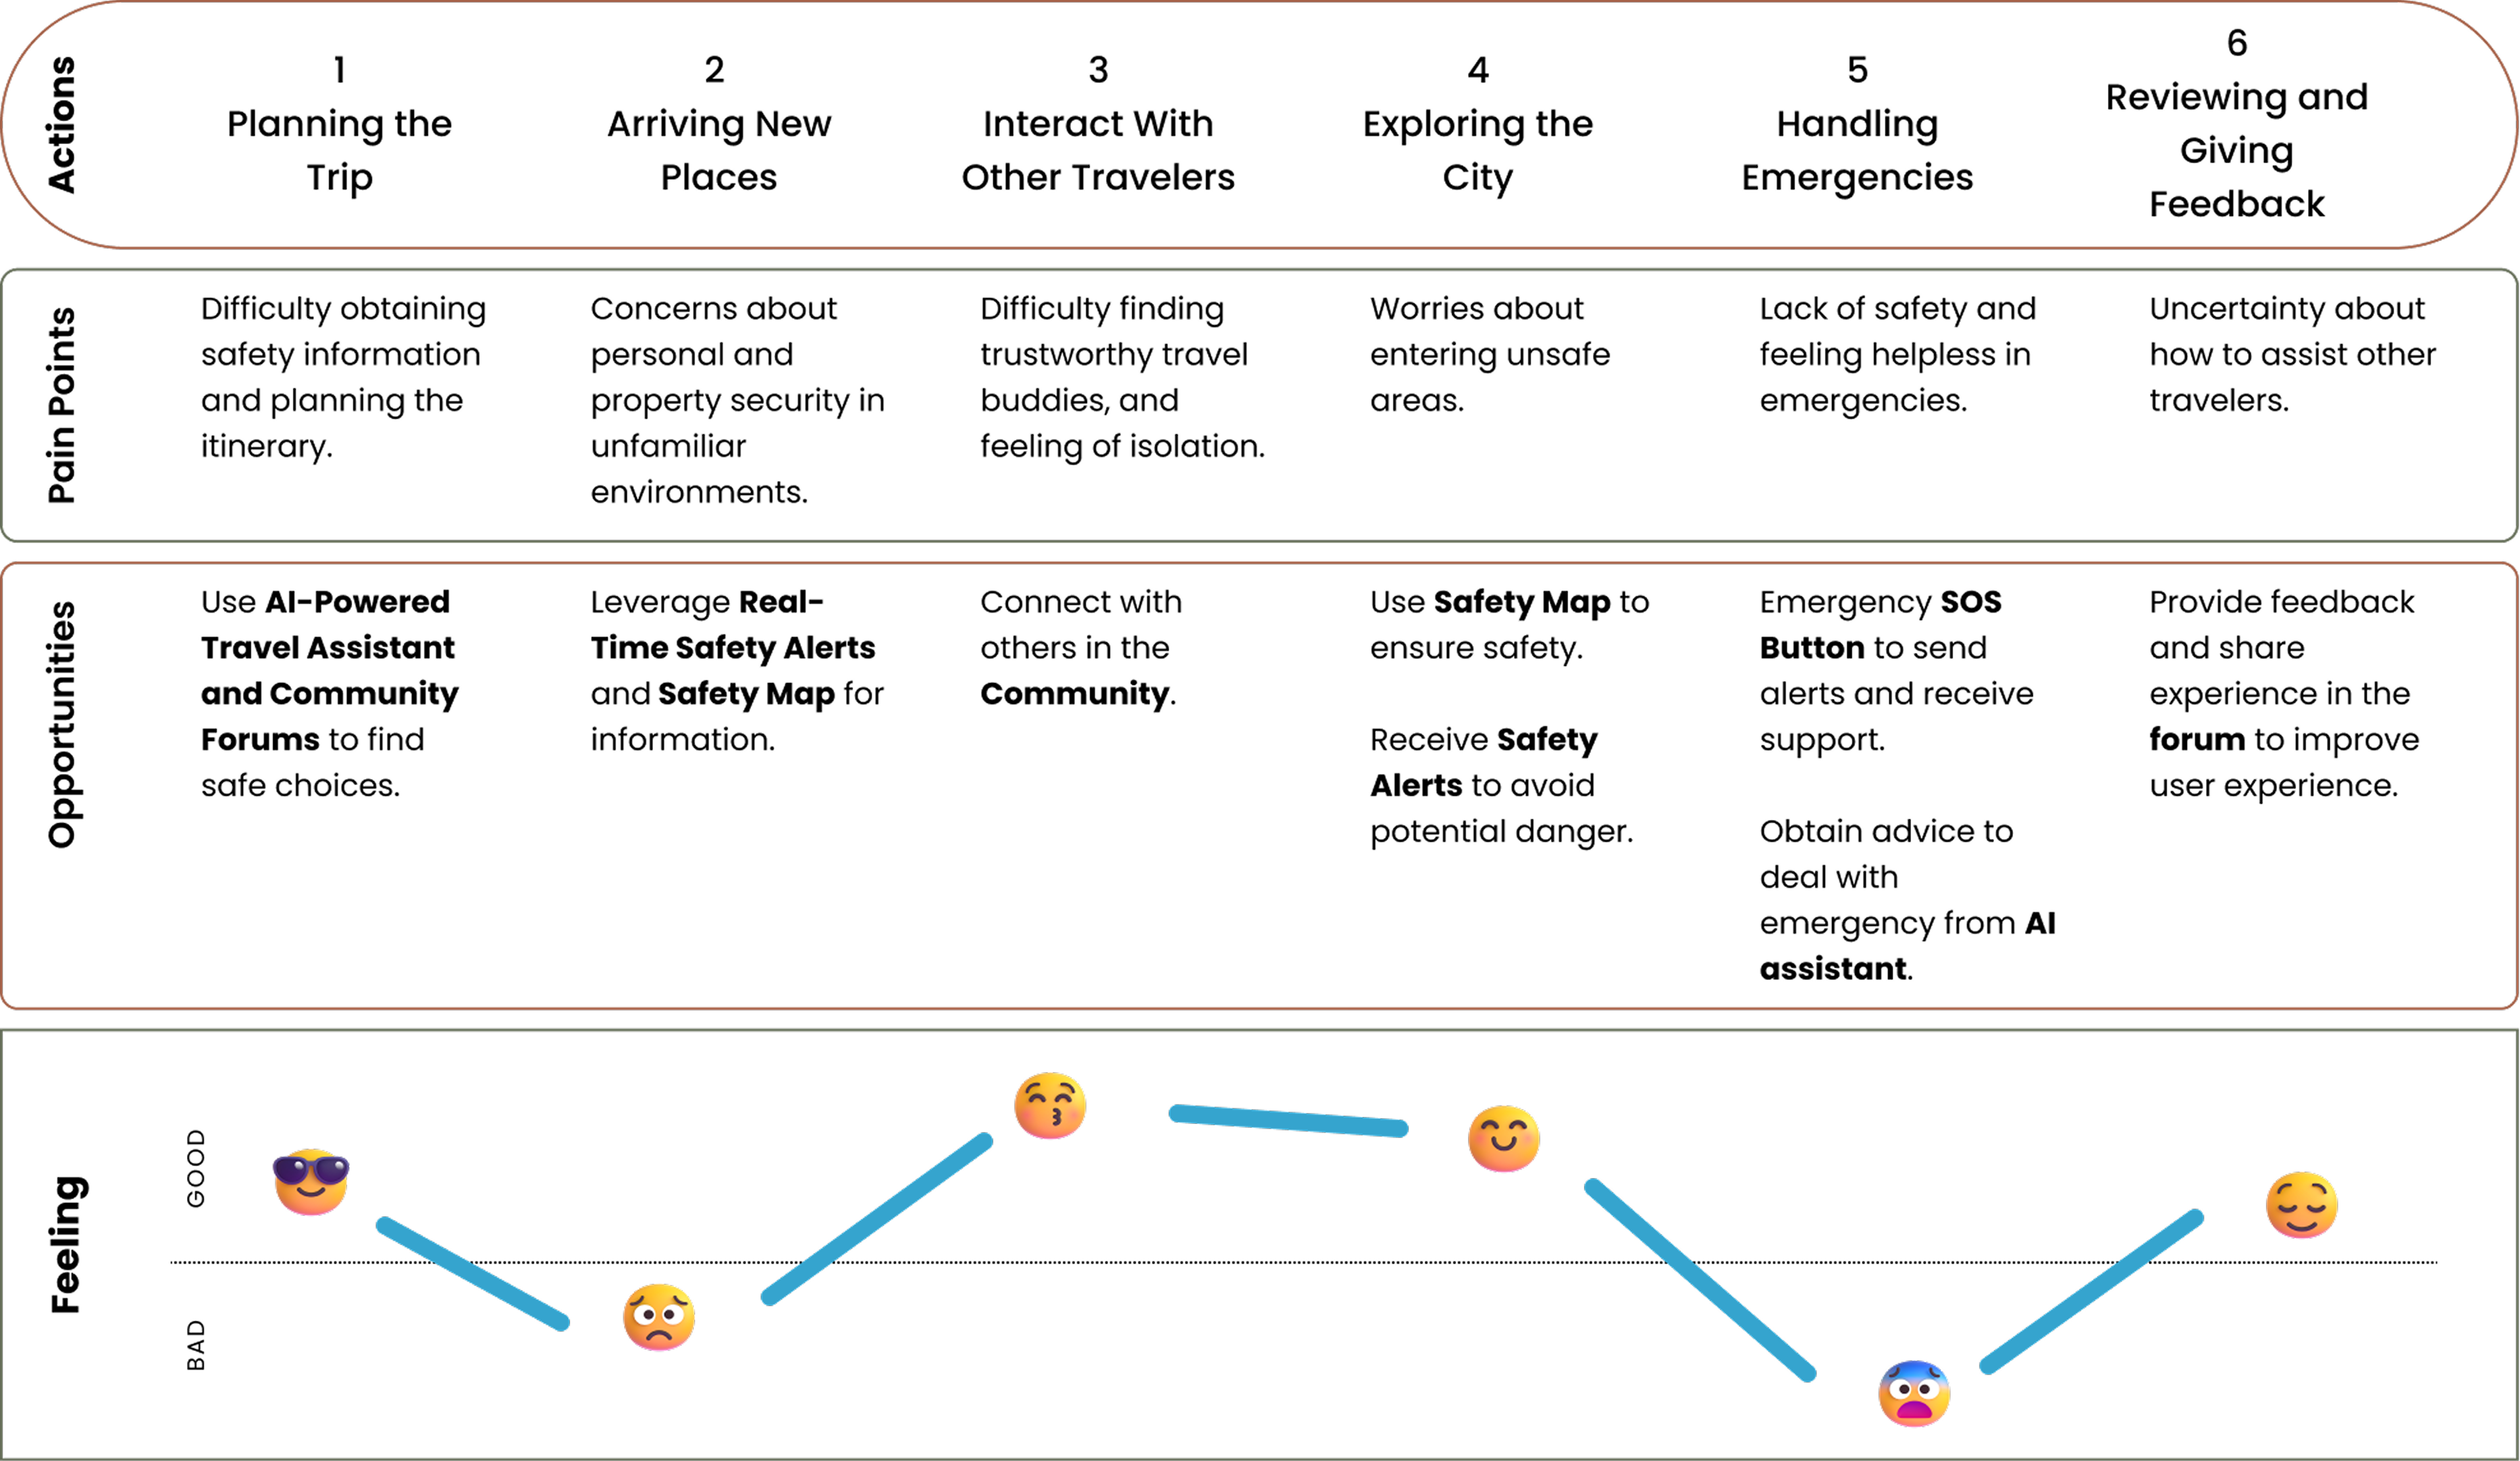 Actions
1
Planning the
Trip
2
Arriving New
Places
3
Interact With
Other Travelers
4
Exploring the
City
5
Handling
Emergencies
6
Reviewing and
Giving
Feedback
Pain Points
Difficulty obtaining
safety information
and planning the
itinerary.
Concerns about
personal and
property security in
unfamiliar
environments.
Difficulty finding
trustworthy travel
buddies, and
feeling of isolation.
Worries about
entering unsafe
areas.
Lack of safety and
feeling helpless in
emergencies.
Uncertainty about
how to assist other
travelers.
Opportunities
Use AI-Powered
Travel Assistant
and Community
Forums to find
safe choices.
Leverage Real-
Time Safety Alerts
and Safety Map for
information.
Connect with
others in the
Community.
Use Safety Map to
ensure safety.
Receive Safety
Alerts to avoid
potential danger.
Emergency SOS
Button to send
alerts and receive
support.
Obtain advice to
deal with
emergency from AI
assistant.
Provide feedback
and share
experience in the
forum to improve
user experience.
Feeling
GOOD
BAD